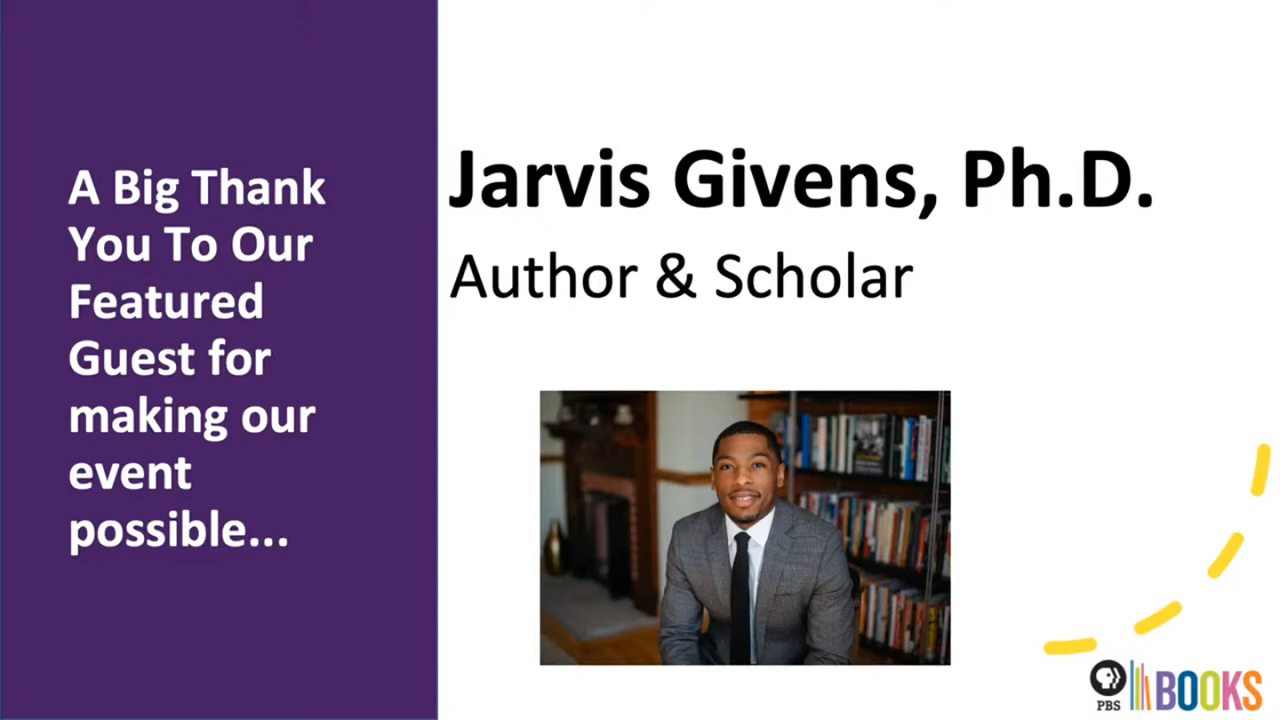 A Big Thank
You To Our
Featured
Guest for
making our
event
possible...
Jarvis Givens, Ph.D.
Author & Scholar
PBS
BOOKS